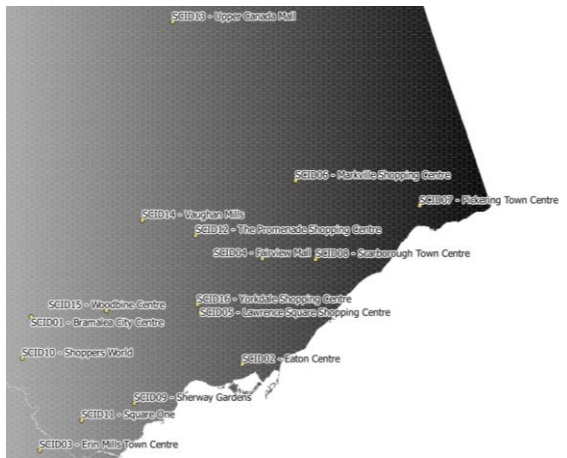 SCID13 - Upper Canada Mall
SCID06 - Markville Shopping Centre
SCID07 - Pickering Town Centre
SCID14 - Vaughan Mills
SCID12 - The Promenade Shopping Centre
SCID04 - Fairview Mall
SCID08 - Scarborough Town Centre
SCID15 - Woodbine Centre
SCID16 - Yorkdale Shopping Centre
SCID05 - Lawrence Square Shopping Centre
SCID01 - Bramalea City Centre
SCID10 - Shoppers World
SCID02 - Eaton Centre
SCID09 - Sherway Gardens
SCID11 - Square One
SCID03 - Erin Mills Town Centre